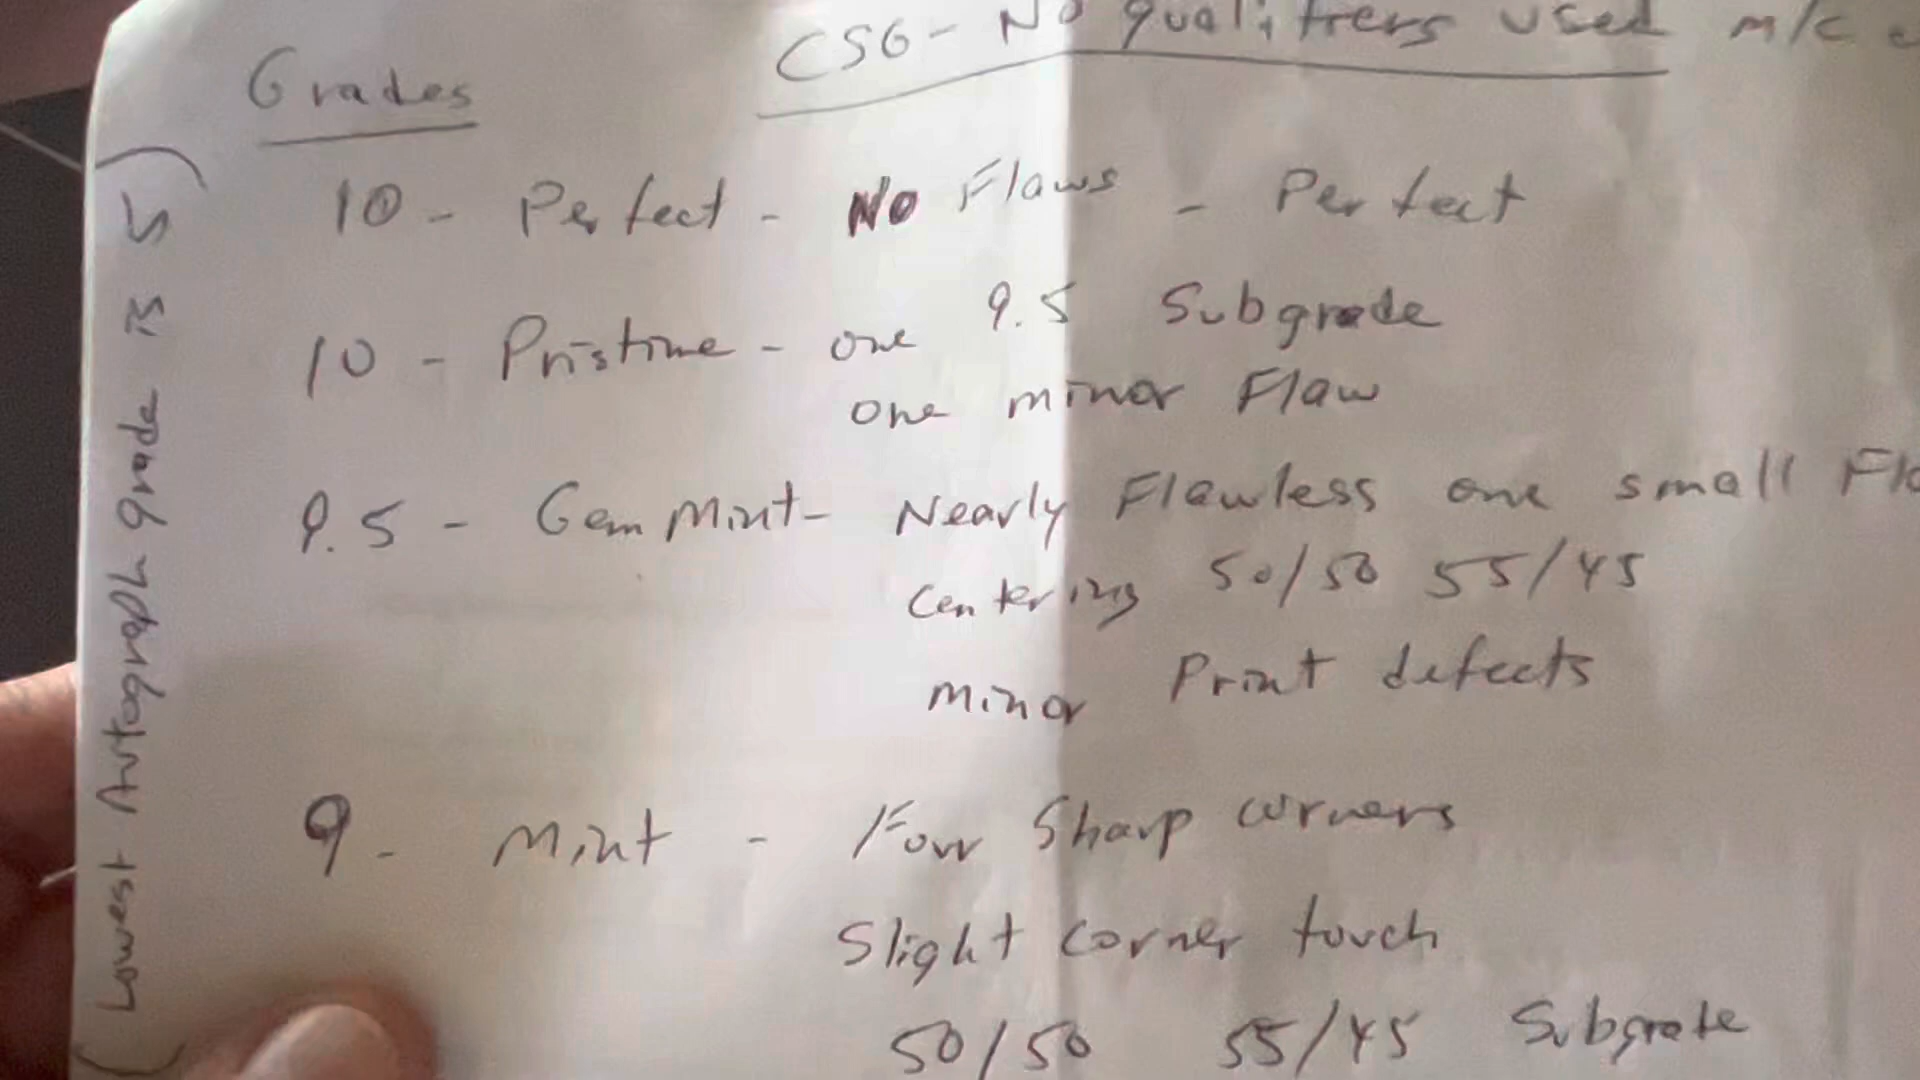 CSG - No qualifiers used m/c
Grades
10 - Perfect - No Flaws - Perfect
10 - Pristine - one 9.5 Subgrade
one minor Flaw
9.5 - Gem Mint - Nearly Flawless one small
Centering 50/50 55/45
minor Print defects
9 - Mint - Four Sharp corners
Slight corner touch
50/50 55/45 Subgrate
(Lowest Autograph grade is 5)